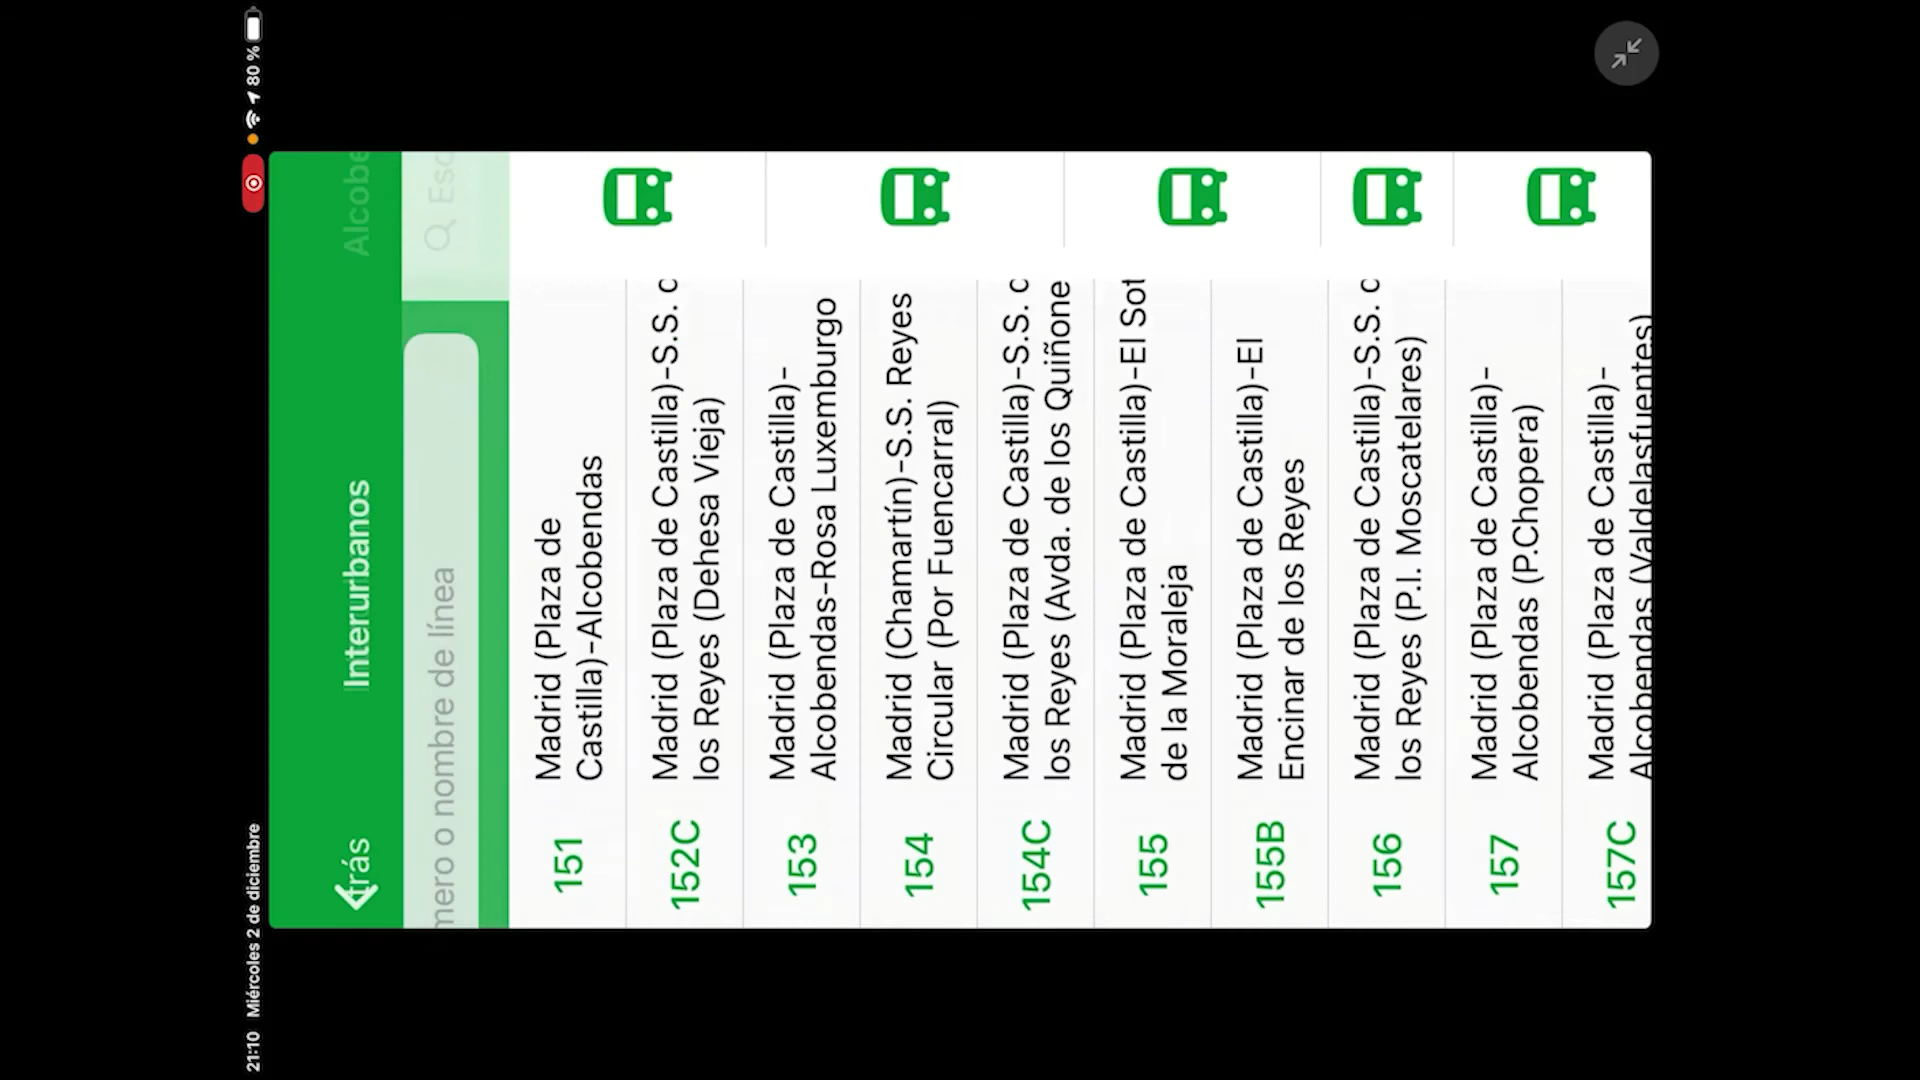 21:10 Miércoles 2 de diciembre
80 %
trás
Interurbanos
Alcobe
mero o nombre de línea
Esc
151
Madrid (Plaza de
Castilla)-Alcobendas
152C
Madrid (Plaza de Castilla)-S.S.
los Reyes (Dehesa Vieja)
153
Madrid (Plaza de Castilla)-
Alcobendas-Rosa Luxemburgo
154
Madrid (Chamartín)-S.S. Reyes
Circular (Por Fuencarral)
154C
Madrid (Plaza de Castilla)-S.S.
los Reyes (Avda. de los Quiñone
155
Madrid (Plaza de Castilla)-El Sot
de la Moraleja
155B
Madrid (Plaza de Castilla)-El
Encinar de los Reyes
156
Madrid (Plaza de Castilla)-S.S.
los Reyes (P.I. Moscatelares)
157
Madrid (Plaza de Castilla)-
Alcobendas (P.Chopera)
157C
Madrid (Plaza de Castilla)-
Alcobendas (Valdelasfuentes)